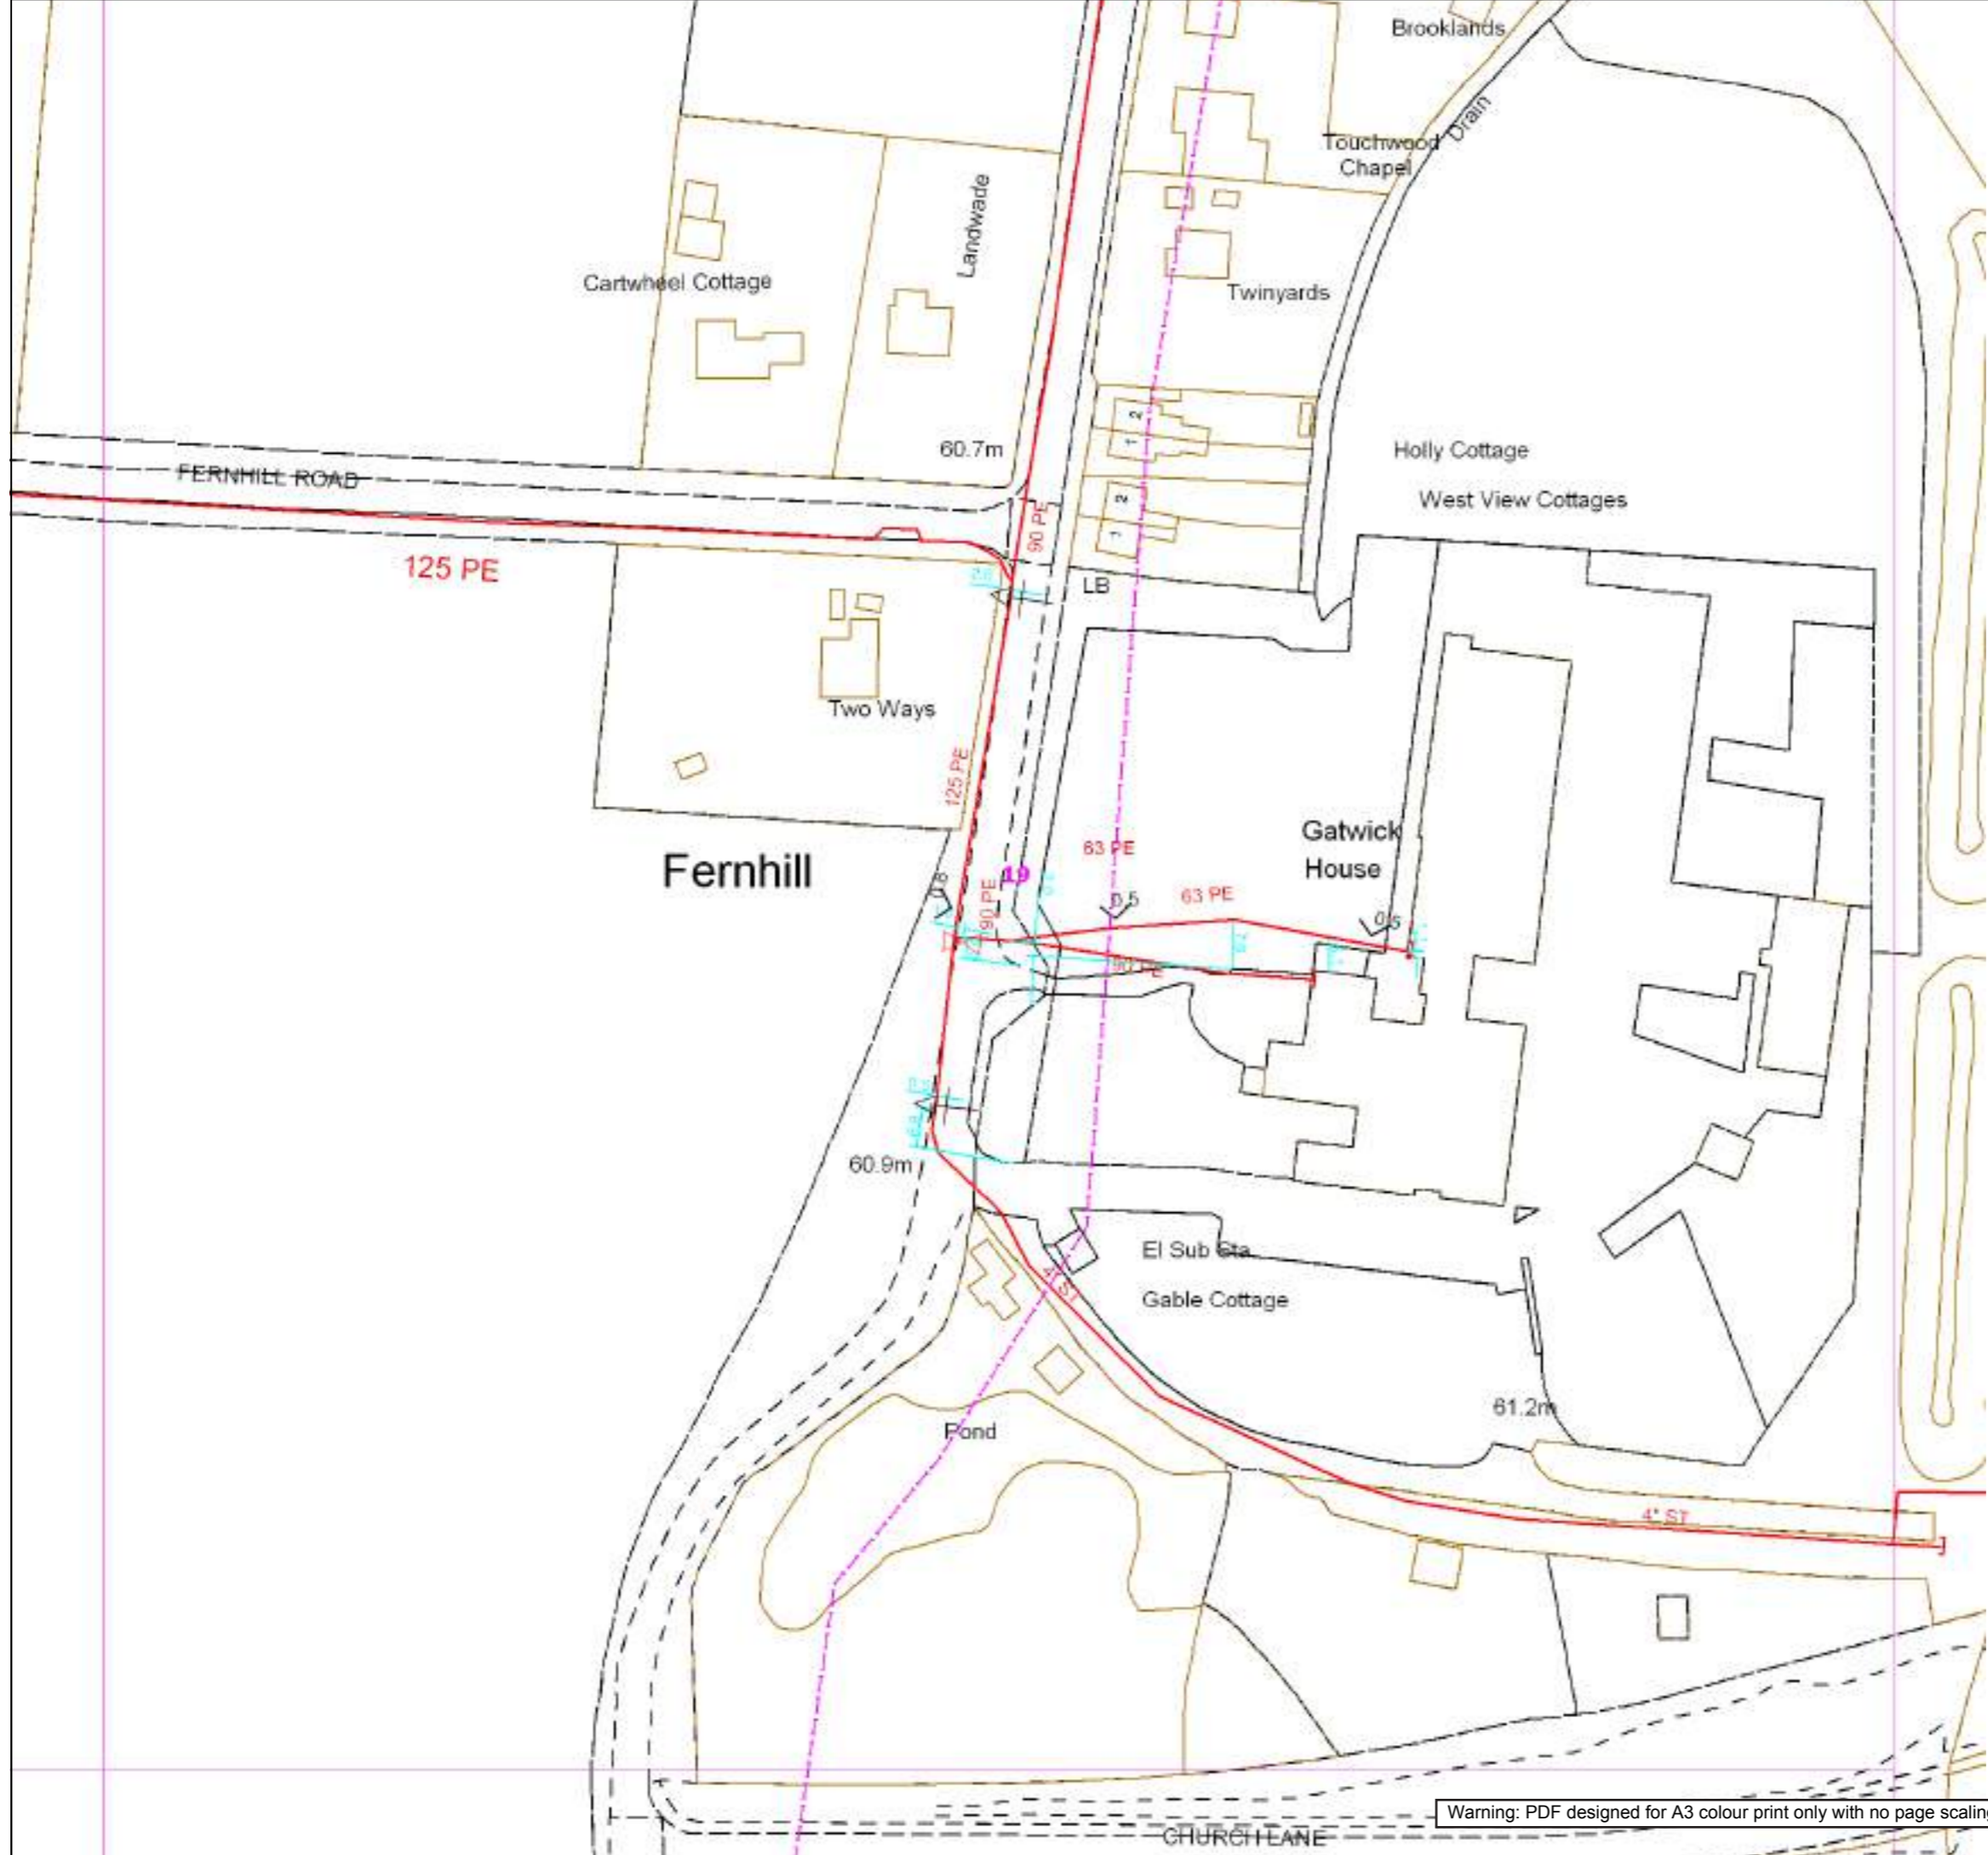 Brooklands
Drain
Touchwood
Chapel
Landwade
Cartwheel Cottage
Twinyards
2
1
60.7m
Holly Cottage
FERNHILL ROAD
2
West View Cottages
90 PE
1
125 PE
LB
Two Ways
125 PE
Gatwick
House
63 PE
Fernhill
19
0.8
90 PE
0.5
63 PE
90 PE
60.9m
El Sub Sta
4" ST
Gable Cottage
61.2m
Pond
4" ST
Warning: PDF designed for A3 colour print only with no page scaling
CHURCH LANE